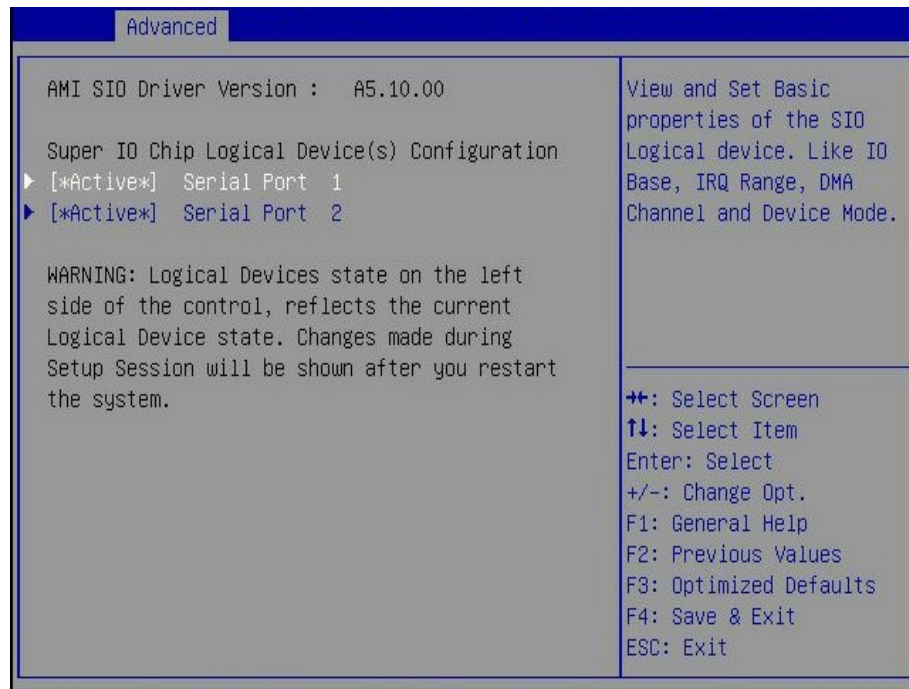 Advanced
AMI SIO Driver Version :   A5.10.00
Super IO Chip Logical Device(s) Configuration
[*Active*]  Serial Port  1
[*Active*]  Serial Port  2
WARNING: Logical Devices state on the left
side of the control, reflects the current
Logical Device state. Changes made during
Setup Session will be shown after you restart
the system.
View and Set Basic
properties of the SIO
Logical device. Like IO
Base, IRQ Range, DMA
Channel and Device Mode.
→←: Select Screen
↑↓: Select Item
Enter: Select
+/-: Change Opt.
F1: General Help
F2: Previous Values
F3: Optimized Defaults
F4: Save & Exit
ESC: Exit